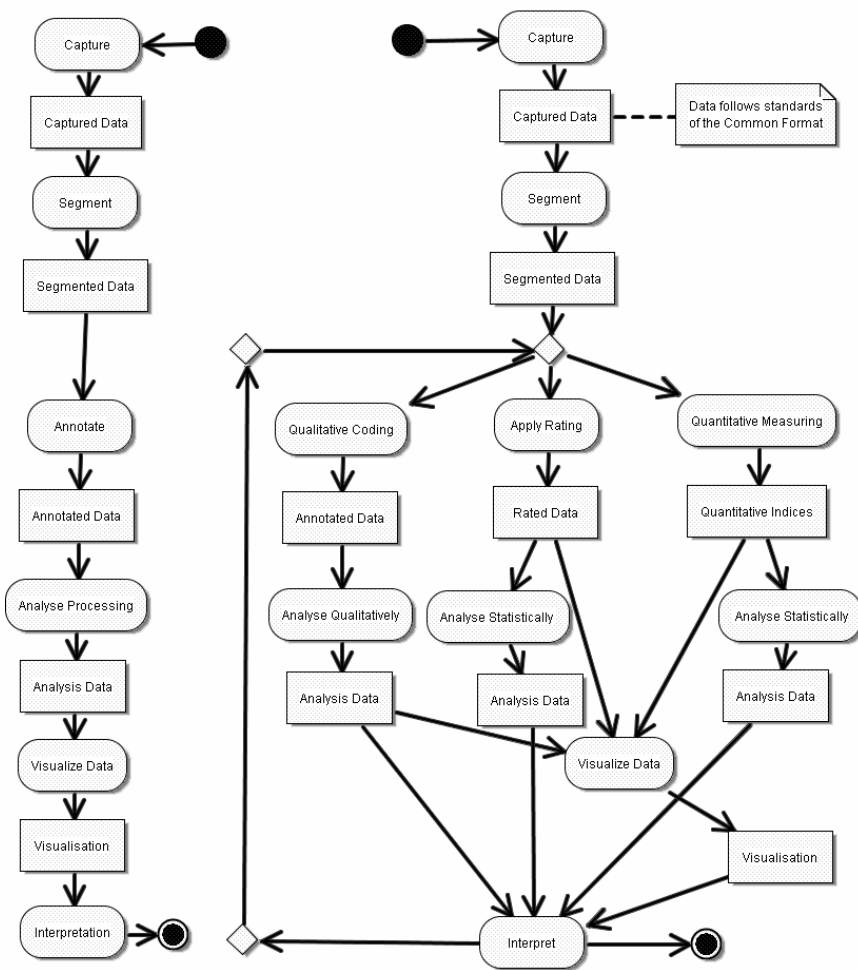 Capture
Captured Data
Segment
Segmented Data
Annotate
Annotated Data
Analyse Processing
Analysis Data
Visualize Data
Visualisation
Interpretation
Capture
Captured Data
Data follows standards
of the Common Format
Segment
Segmented Data
Qualitative Coding
Annotated Data
Analyse Qualitatively
Analysis Data
Apply Rating
Rated Data
Analyse Statistically
Analysis Data
Quantitative Measuring
Quantitative Indices
Analyse Statistically
Analysis Data
Visualize Data
Visualisation
Interpret